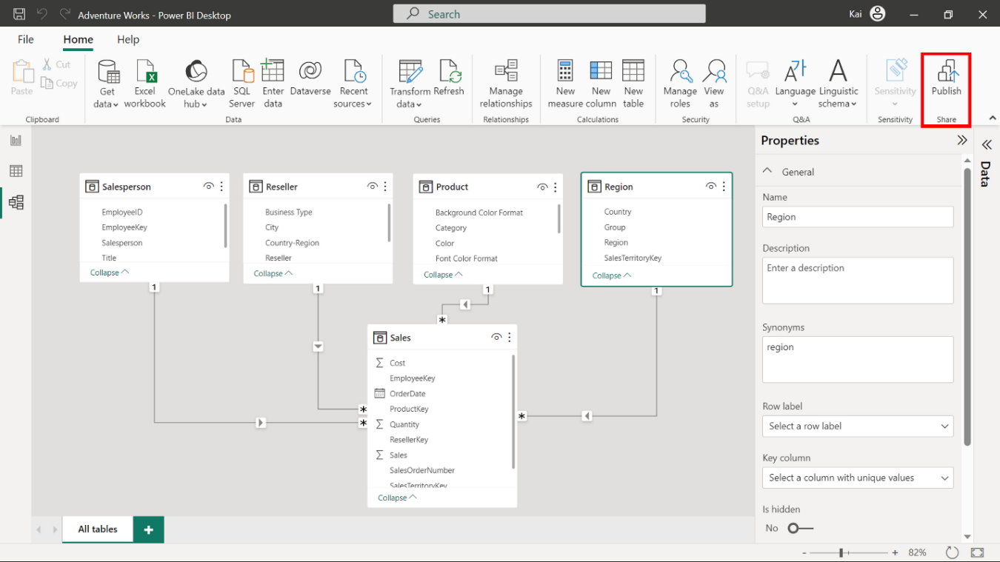 Adventure Works - Power BI Desktop
Search
Kai
File
Home
Help
Paste
Cut
Copy
Clipboard
Get data
Excel workbook
OneLake data hub
SQL Server
Enter data
Dataverse
Recent sources
Data
Transform data
Refresh
Queries
Manage relationships
Relationships
New measure
New column
New table
Calculations
Manage roles
View as
Security
Q&A setup
Language
Linguistic schema
Q&A
Sensitivity
Sensitivity
Publish
Share
Salesperson
EmployeeID
EmployeeKey
Salesperson
Title
Collapse
1
Reseller
Business Type
City
Country-Region
Reseller
Collapse
1
Product
Background Color Format
Category
Color
Font Color Format
Collapse
1
Region
Country
Group
Region
SalesTerritoryKey
Collapse
1
*
*
*
*
Sales
Σ Cost
EmployeeKey
OrderDate
ProductKey
Σ Quantity
ResellerKey
Σ Sales
SalesOrderNumber
SalesTerritoryKey
Collapse
Properties
General
Name
Region
Description
Enter a description
Synonyms
region
Row label
Select a row label
Key column
Select a column with unique values
Is hidden
No
Data
All tables
+
- + 82%